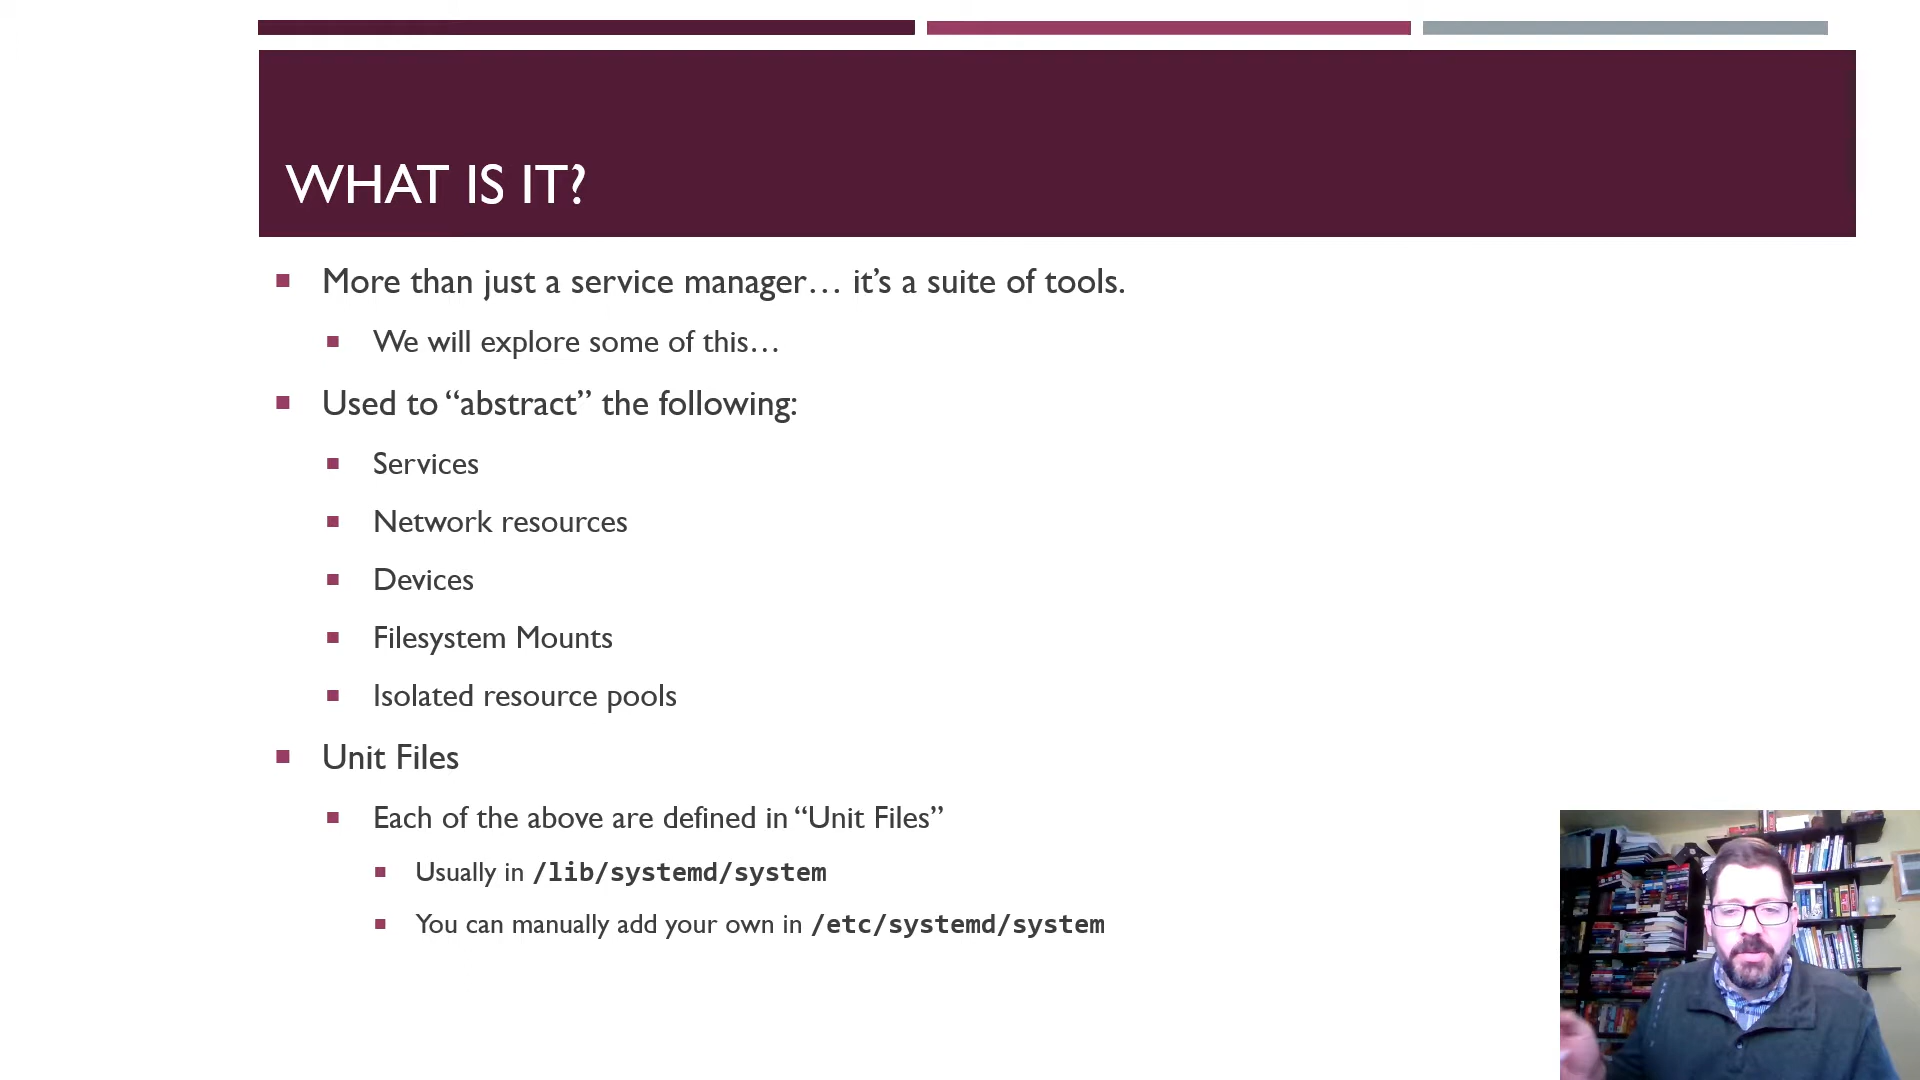 WHAT IS IT?
More than just a service manager… it’s a suite of tools.
We will explore some of this…
Used to “abstract” the following:
Services
Network resources
Devices
Filesystem Mounts
Isolated resource pools
Unit Files
Each of the above are defined in “Unit Files”
Usually in /lib/systemd/system
You can manually add your own in /etc/systemd/system